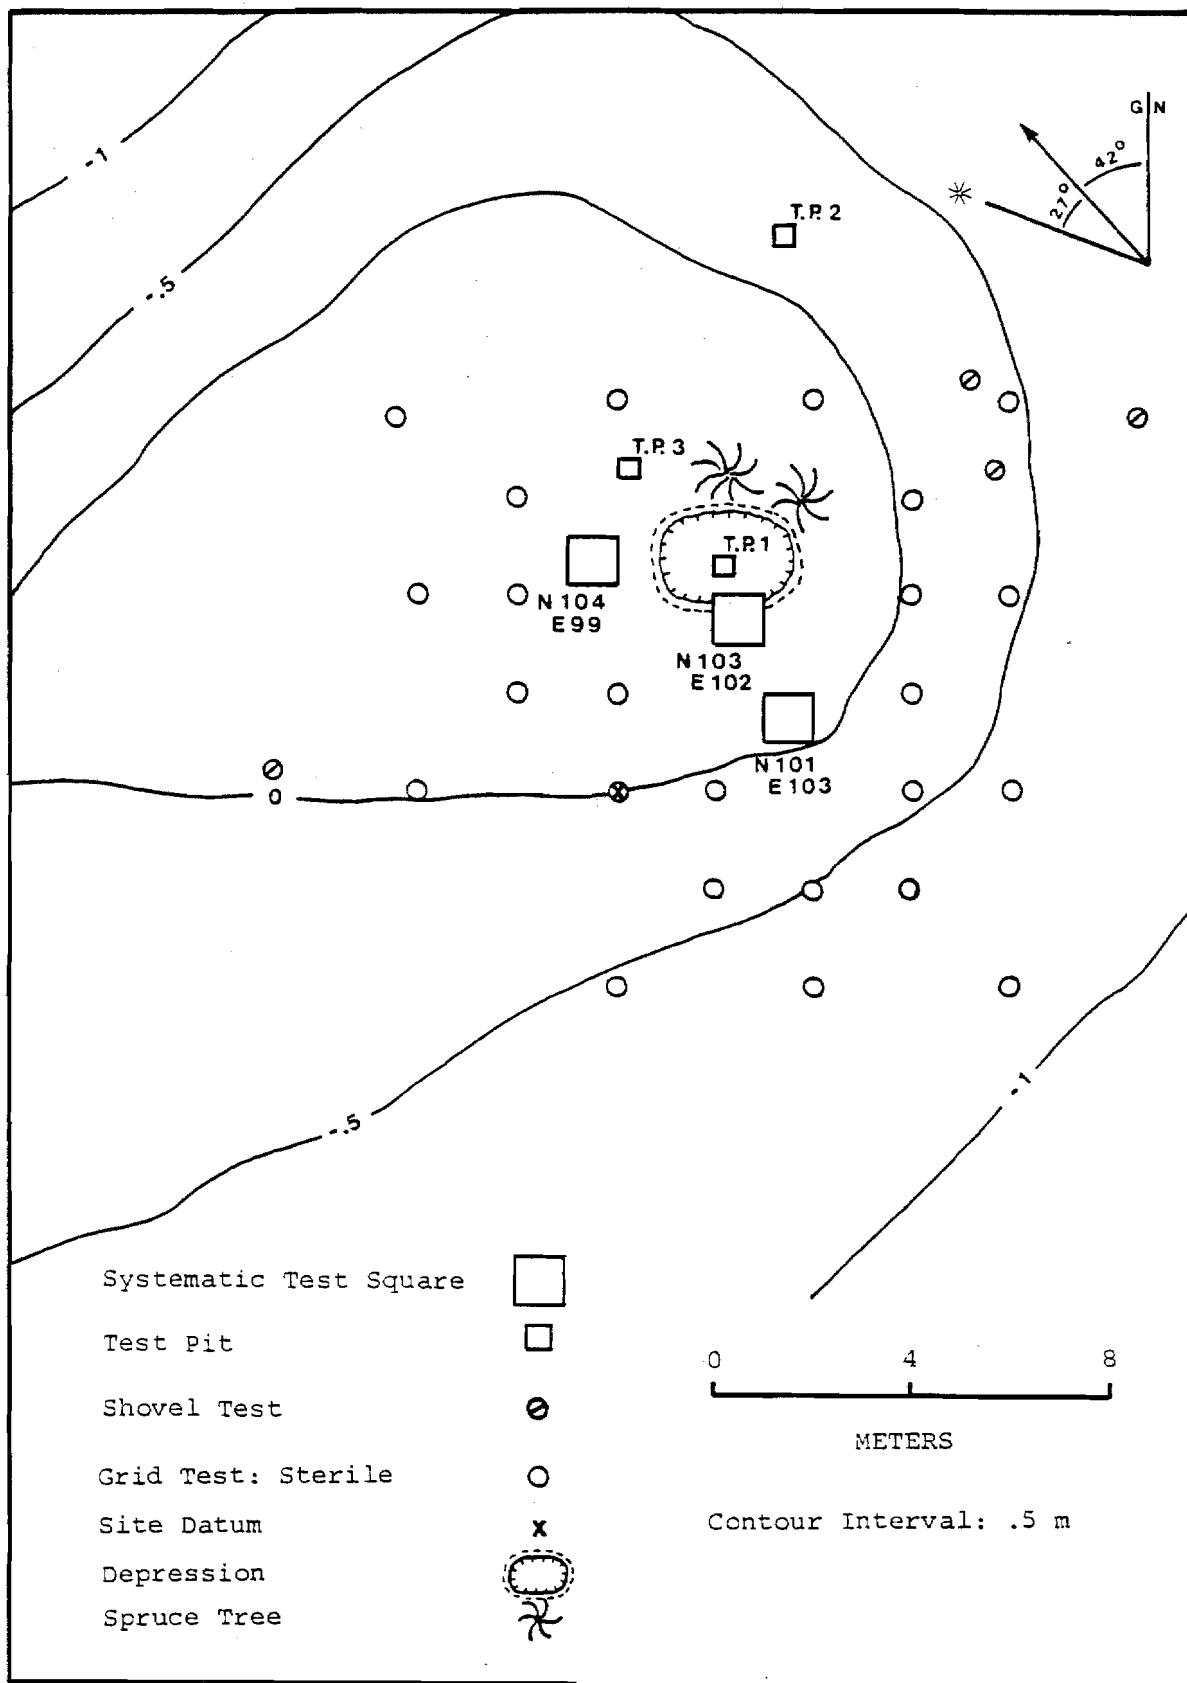 G N
42°
27°
-1
-.5
T.P. 2
T.P. 3
T.P. 1
N 104
E 99
N 103
E 102
N 101
E 103
0
x
-.5
-1
Systematic Test Square
Test Pit
Shovel Test
Grid Test: Sterile
Site Datum x
Depression
Spruce Tree
0 4 8
METERS
Contour Interval: .5 m